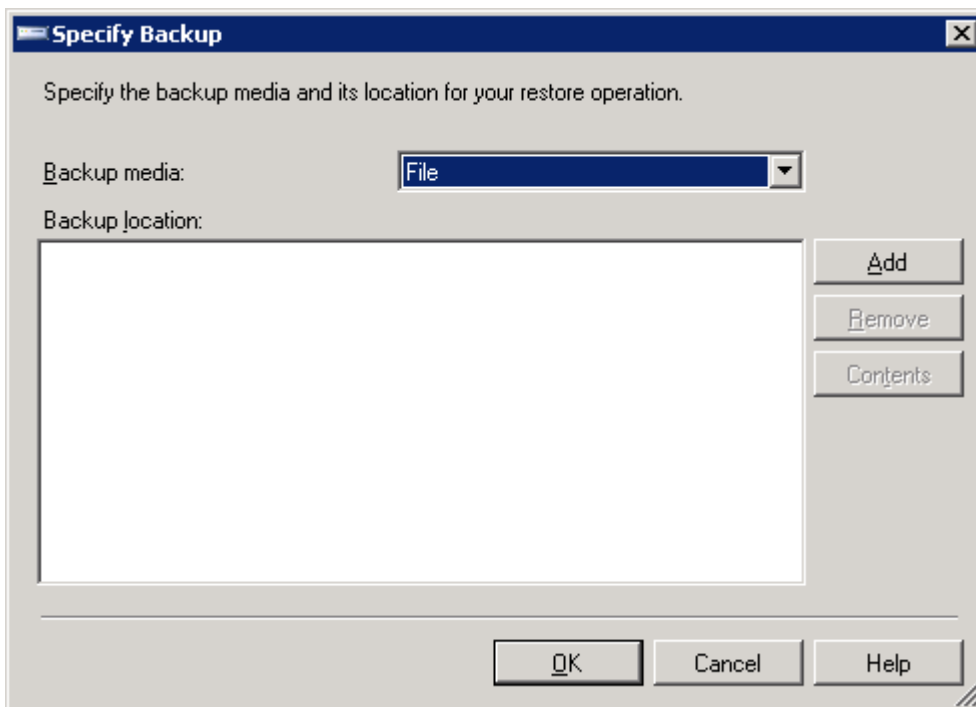 Specify Backup
Specify the backup media and its location for your restore operation.
Backup media:
File
Backup location:
Add
Remove
Contents
OK
Cancel
Help